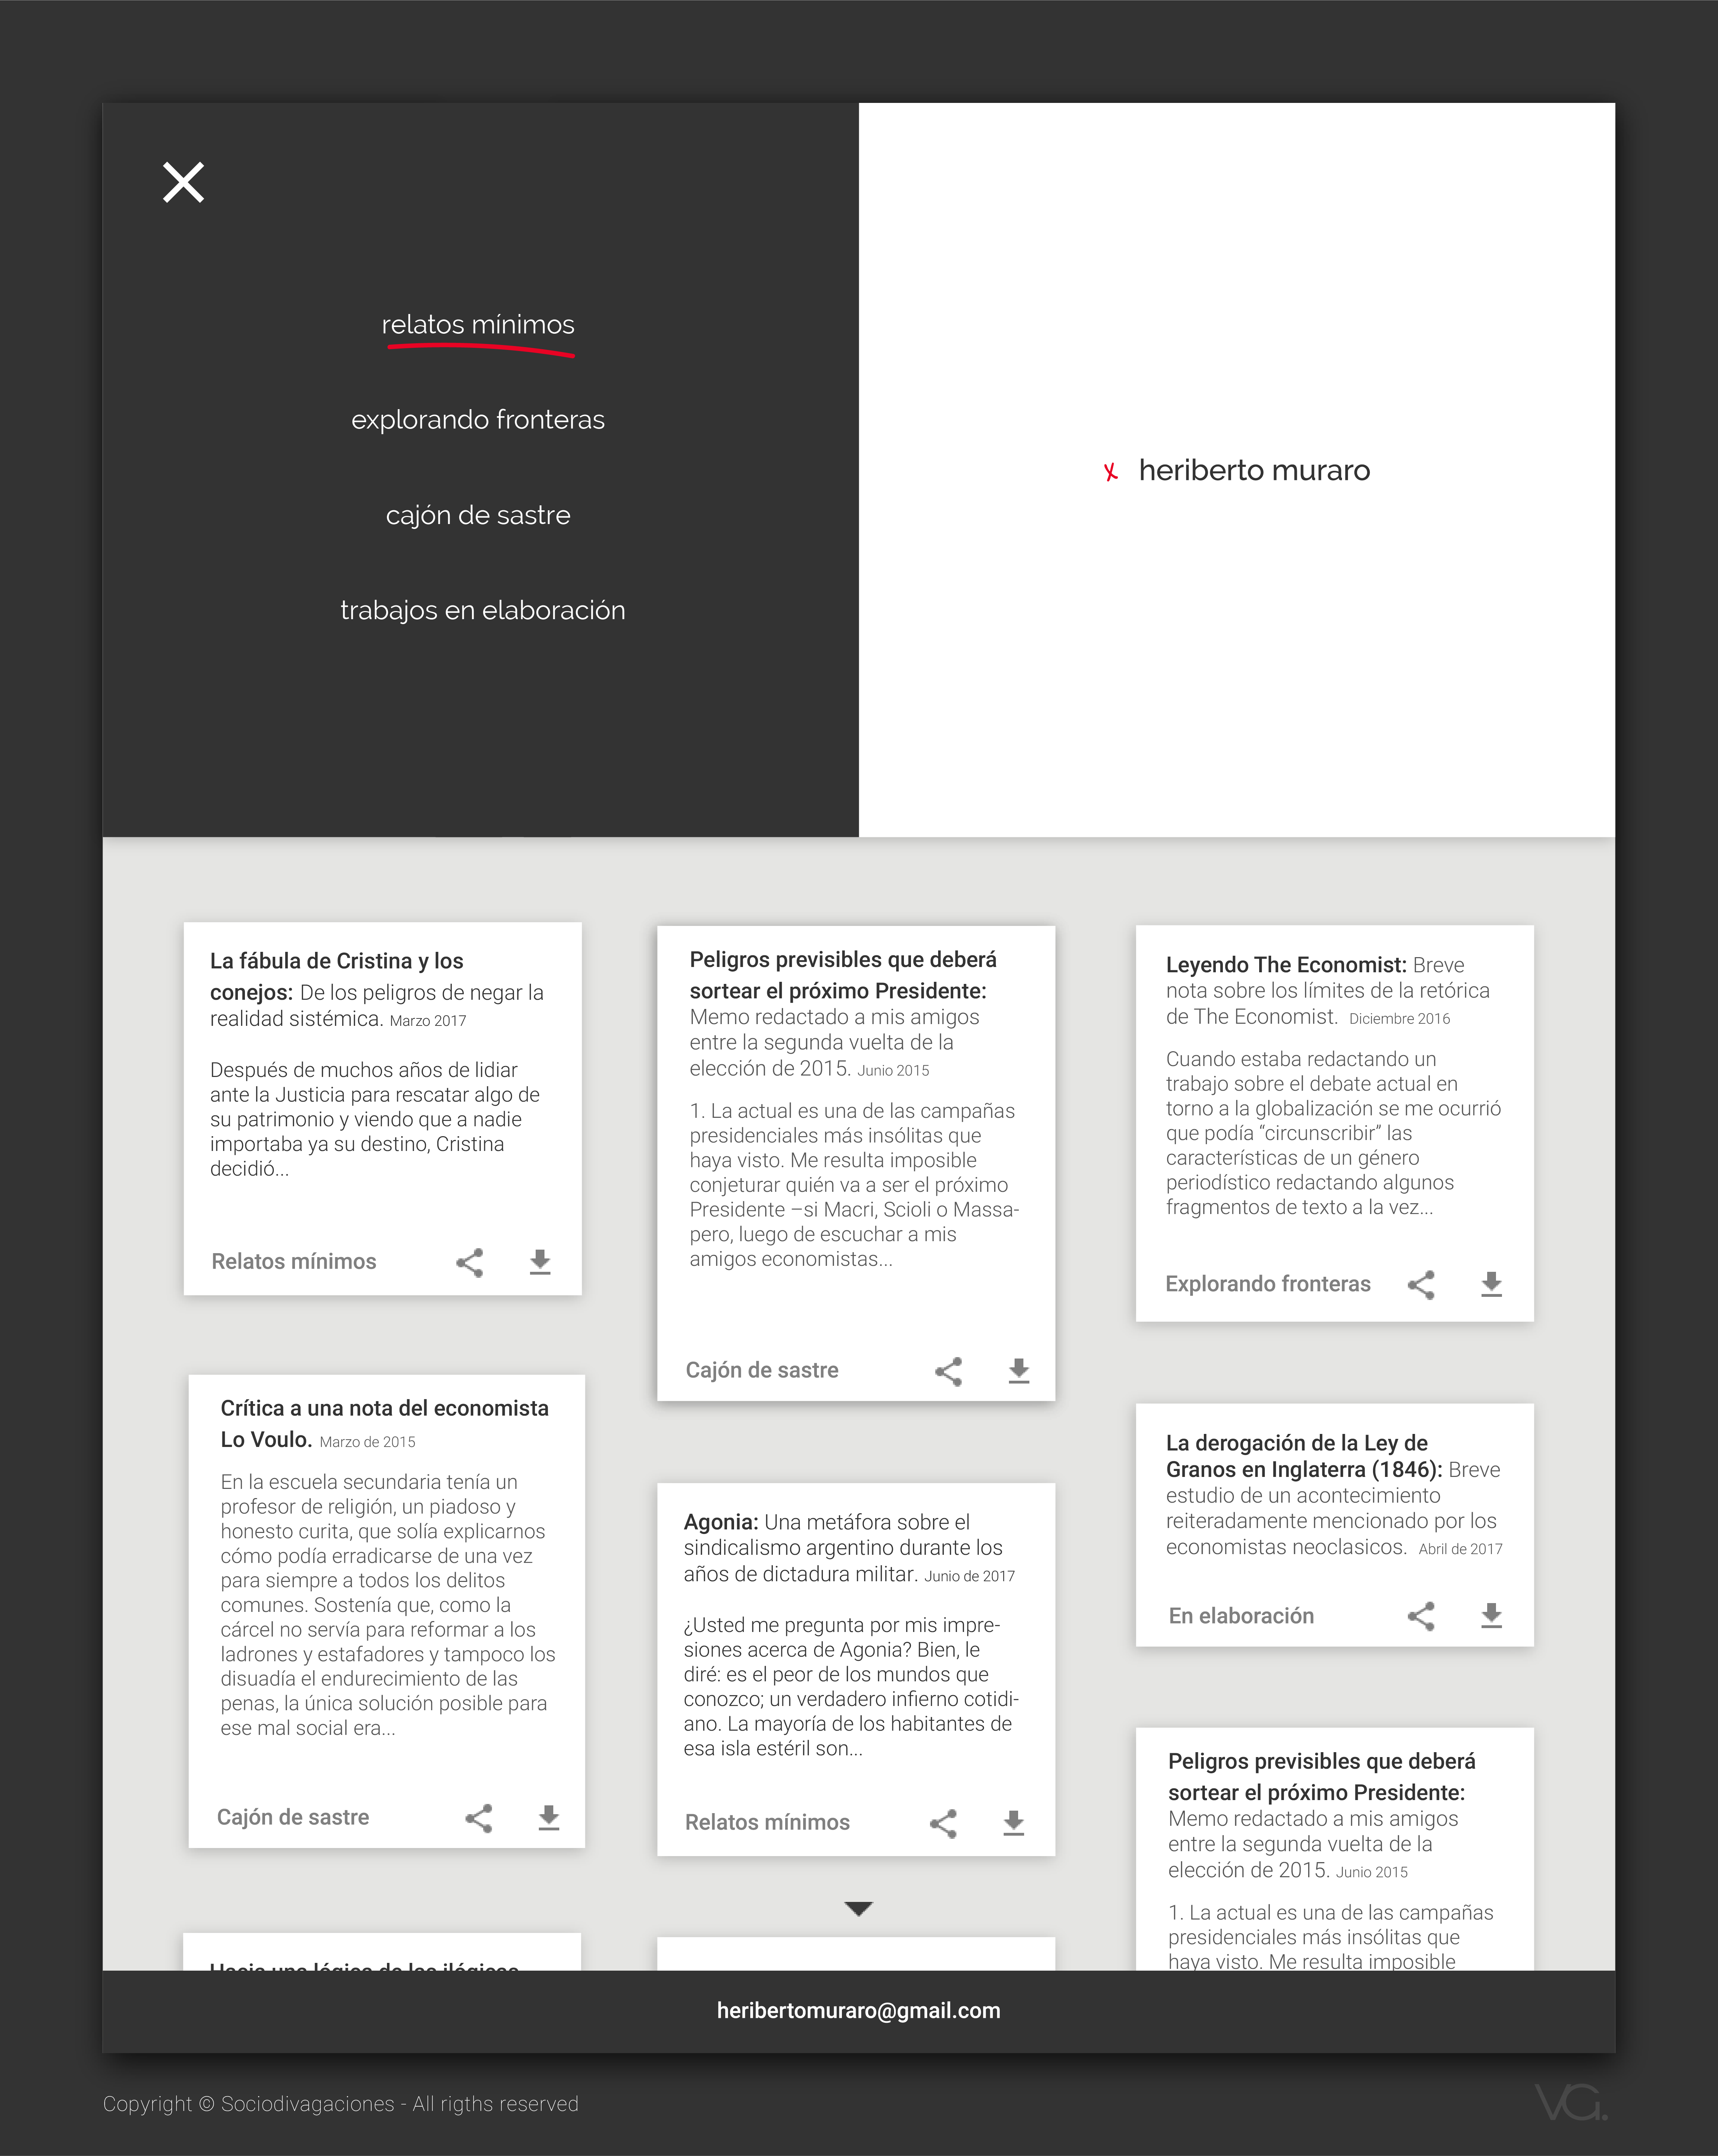 relatos mínimos
explorando fronteras
cajón de sastre
trabajos en elaboración
heriberto muraro
La fábula de Cristina y los
conejos: De los peligros de negar la
realidad sistémica. Marzo 2017
Después de muchos años de lidiar
ante la Justicia para rescatar algo de
su patrimonio y viendo que a nadie
importaba ya su destino, Cristina
decidió...
Relatos mínimos
Crítica a una nota del economista
Lo Voulo. Marzo de 2015
En la escuela secundaria tenía un
profesor de religión, un piadoso y
honesto curita, que solía explicarnos
cómo podía erradicarse de una vez
para siempre a todos los delitos
comunes. Sostenía que, como la
cárcel no servía para reformar a los
ladrones y estafadores y tampoco los
disuadía el endurecimiento de las
penas, la única solución posible para
ese mal social era...
Cajón de sastre
Hacia una lógica de los ilógicos
Peligros previsibles que deberá
sortear el próximo Presidente:
Memo redactado a mis amigos
entre la segunda vuelta de la
elección de 2015. Junio 2015
1. La actual es una de las campañas
presidenciales más insólitas que
haya visto. Me resulta imposible
conjeturar quién va a ser el próximo
Presidente –si Macri, Scioli o Massa-
pero, luego de escuchar a mis
amigos economistas...
Cajón de sastre
Agonia: Una metáfora sobre el
sindicalismo argentino durante los
años de dictadura militar. Junio de 2017
¿Usted me pregunta por mis impre-
siones acerca de Agonia? Bien, le
diré: es el peor de los mundos que
conozco; un verdadero infierno cotidi-
ano. La mayoría de los habitantes de
esa isla estéril son...
Relatos mínimos
Leyendo The Economist: Breve
nota sobre los límites de la retórica
de The Economist. Diciembre 2016
Cuando estaba redactando un
trabajo sobre el debate actual en
torno a la globalización se me ocurrió
que podía “circunscribir” las
características de un género
periodístico redactando algunos
fragmentos de texto a la vez...
Explorando fronteras
La derogación de la Ley de
Granos en Inglaterra (1846): Breve
estudio de un acontecimiento
reiteradamente mencionado por los
economistas neoclasicos. Abril de 2017
En elaboración
Peligros previsibles que deberá
sortear el próximo Presidente:
Memo redactado a mis amigos
entre la segunda vuelta de la
elección de 2015. Junio 2015
1. La actual es una de las campañas
presidenciales más insólitas que
haya visto. Me resulta imposible
heribertomuraro@gmail.com
Copyright © Sociodivagaciones - All rigths reserved
VG.